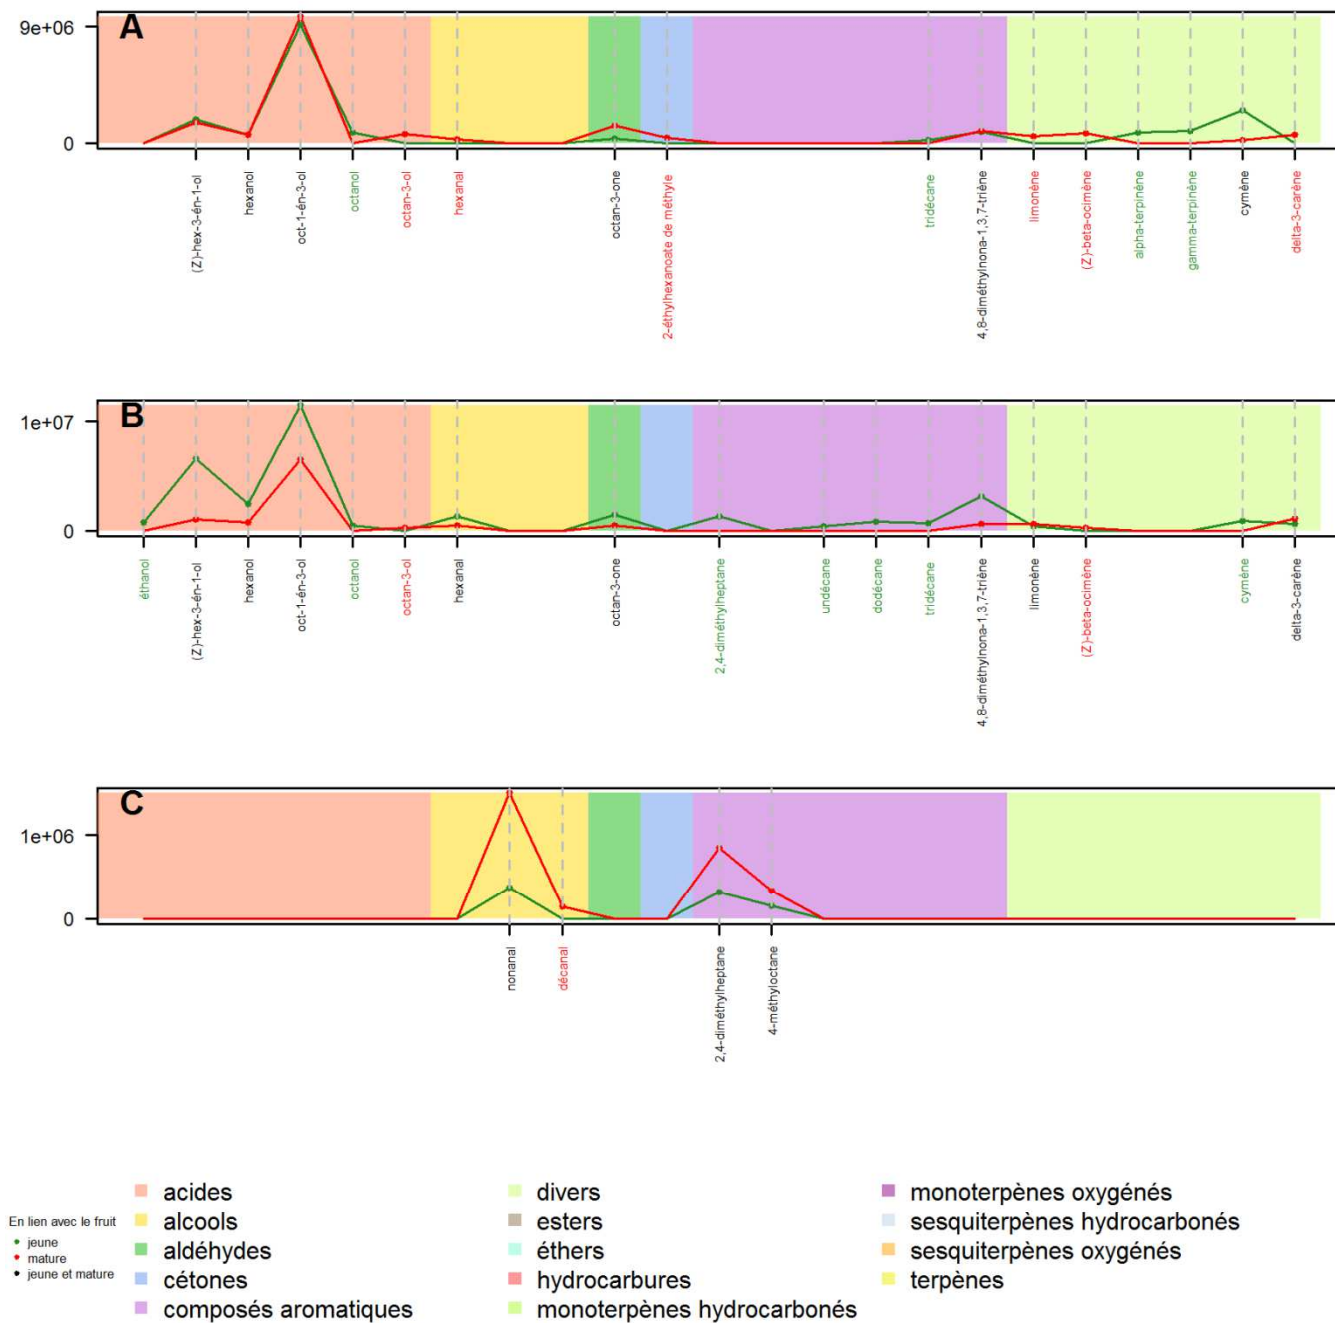 A
9e+06
0
(Z)-hex-3-én-1-ol
hexanol
oct-1-én-3-ol
octanol
octan-3-ol
hexanal
octan-3-one
2-éthylhexanoate de méthyle
tridécane
4,8-diméthylnona-1,3,7-triène
limonène
(Z)-beta-ocimène
alpha-terpinène
gamma-terpinène
cymène
delta-3-carène
B
1e+07
0
éthanol
(Z)-hex-3-én-1-ol
hexanol
oct-1-én-3-ol
octanol
octan-3-ol
hexanal
octan-3-one
2,4-diméthylheptane
undécane
dodécane
tridécane
4,8-diméthylnona-1,3,7-triène
limonène
(Z)-beta-ocimène
cymène
delta-3-carène
C
1e+06
0
nonanal
décanal
2,4-diméthylheptane
4-méthyloctane
En lien avec le fruit
jeune
mature
jeune et mature
acides
alcools
aldéhydes
cétones
composés aromatiques
divers
esters
éthers
hydrocarbures
monoterpènes hydrocarbonés
monoterpènes oxygénés
sesquiterpènes hydrocarbonés
sesquiterpènes oxygénés
terpènes